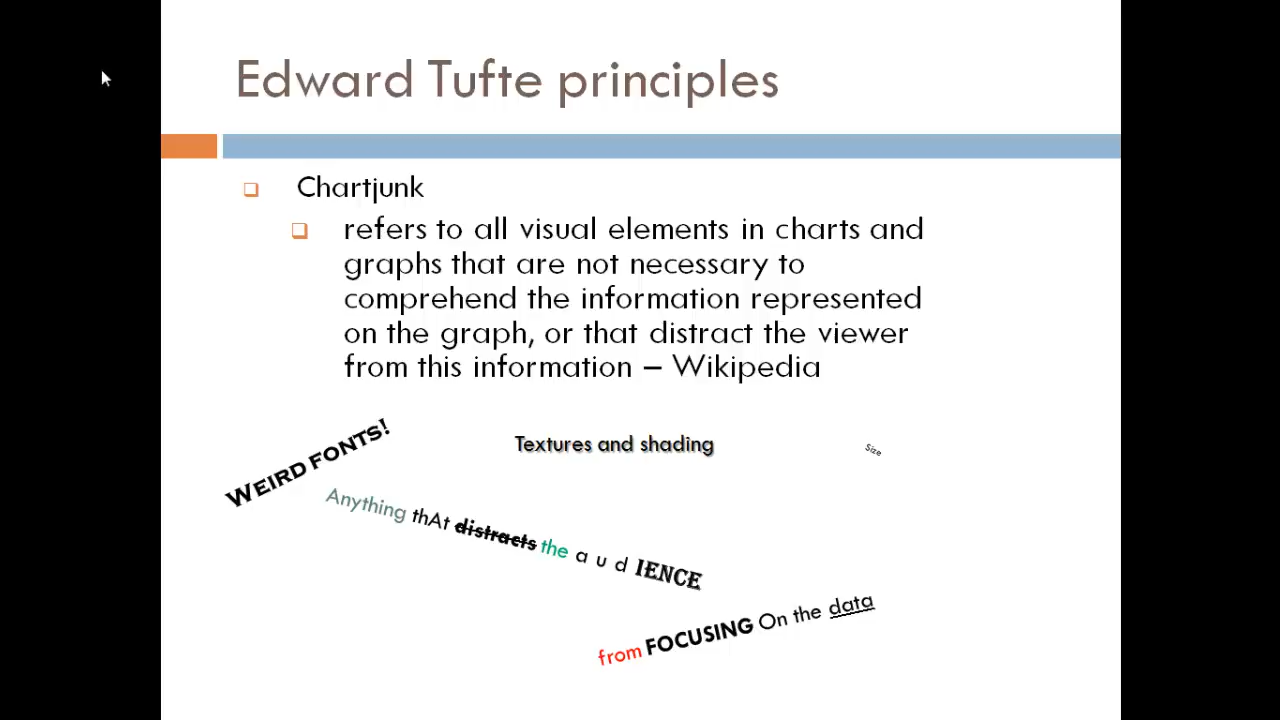 Edward Tufte principles
Chartjunk
refers to all visual elements in charts and
graphs that are not necessary to
comprehend the information represented
on the graph, or that distract the viewer
from this information – Wikipedia
WEIRD FONTS!
Textures and shading
Size
Anything thAt distracts the a u d IENCE
from FOCUSING On the data